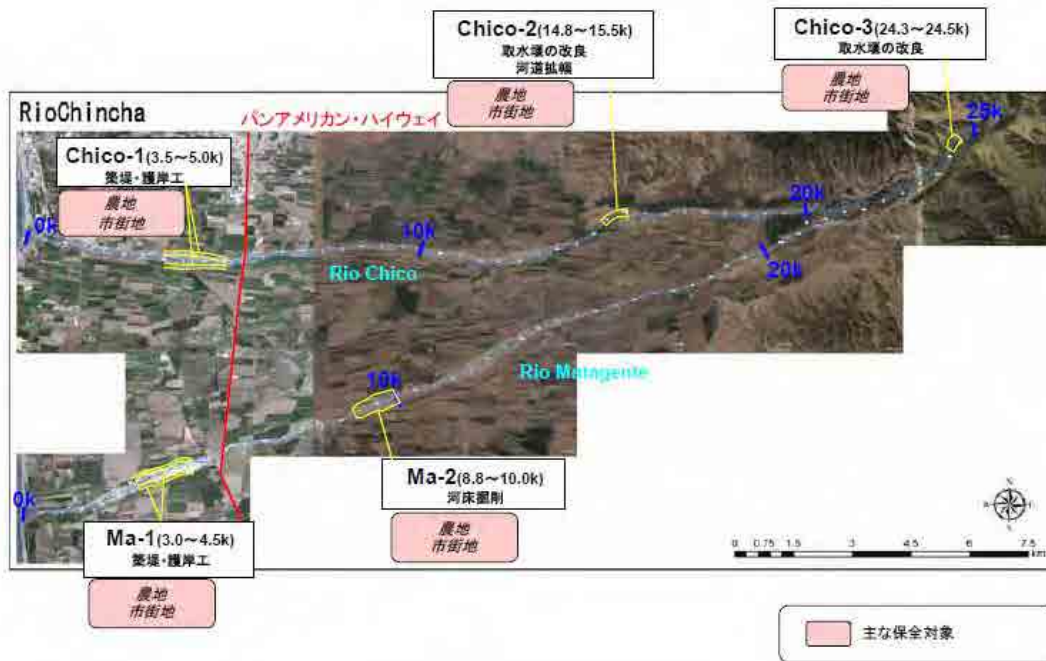 Chico-2(14.8～15.5k)
取水堰の改良
河道拡幅
農地
市街地
Chico-3(24.3～24.5k)
取水堰の改良
農地
市街地
RioChincha
パンアメリカン・ハイウェイ
Chico-1(3.5～5.0k)
築堤・護岸工
農地
市街地
0k
10k
20k
25k
Rio Chico
20k
Rio Matagente
10k
0k
Ma-2(8.8～10.0k)
河床掘削
農地
市街地
Ma-1(3.0～4.5k)
築堤・護岸工
農地
市街地
N
S
0 0.75 1.5 3 4.5 6 7.5
km
主な保全対象